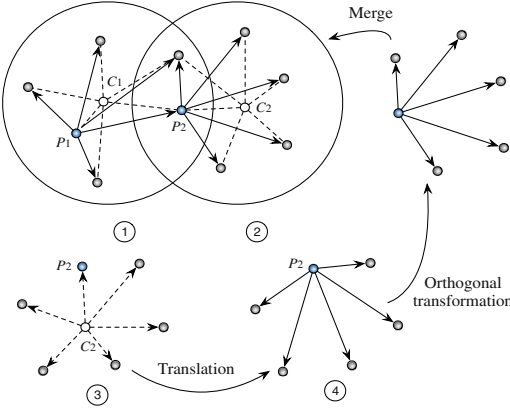 Merge
C1
P1
P2
C2
1
2
P2
C2
3
Translation
P2
4
Orthogonal
transformation